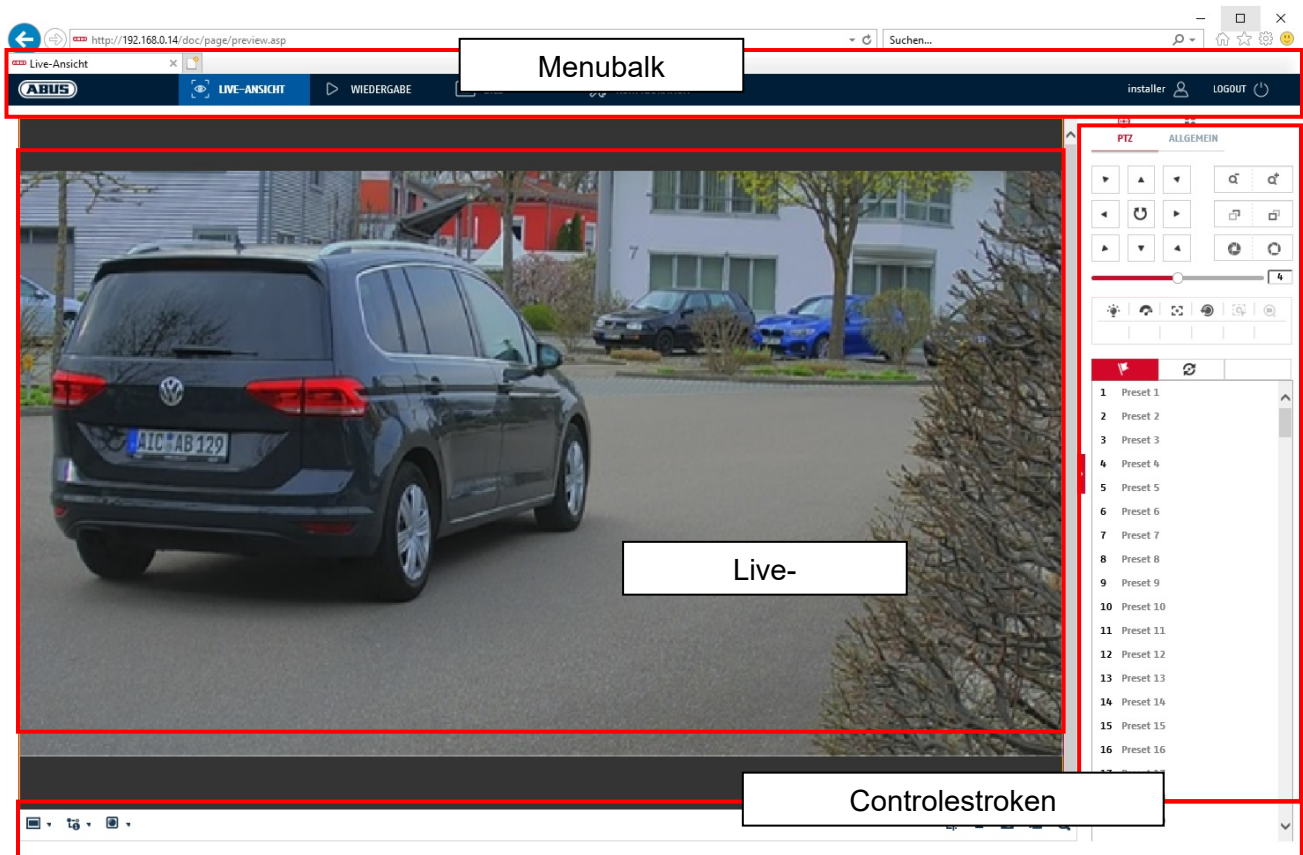 http://192.168.0.14/doc/page/preview.asp
Suchen...
Live-Ansicht
Menubalk
ABUS
LIVE-ANSICHT
WIEDERGABE
installer
LOGOUT
PTZ
ALLGEMEIN
7
4
AIC AB 129
1 Preset 1
2 Preset 2
3 Preset 3
4 Preset 4
5 Preset 5
6 Preset 6
7 Preset 7
8 Preset 8
9 Preset 9
10 Preset 10
11 Preset 11
12 Preset 12
13 Preset 13
14 Preset 14
15 Preset 15
16 Preset 16
Live-
Controlestroken